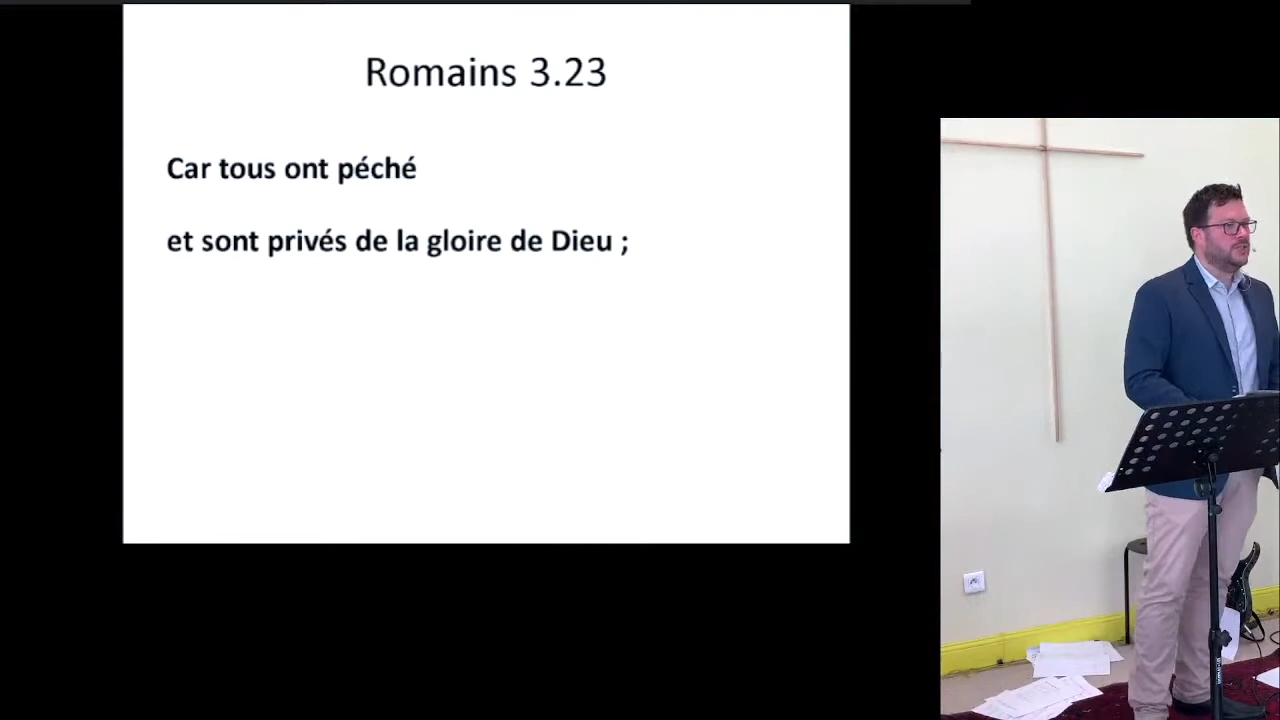 Romains 3.23
Car tous ont péché
et sont privés de la gloire de Dieu ;